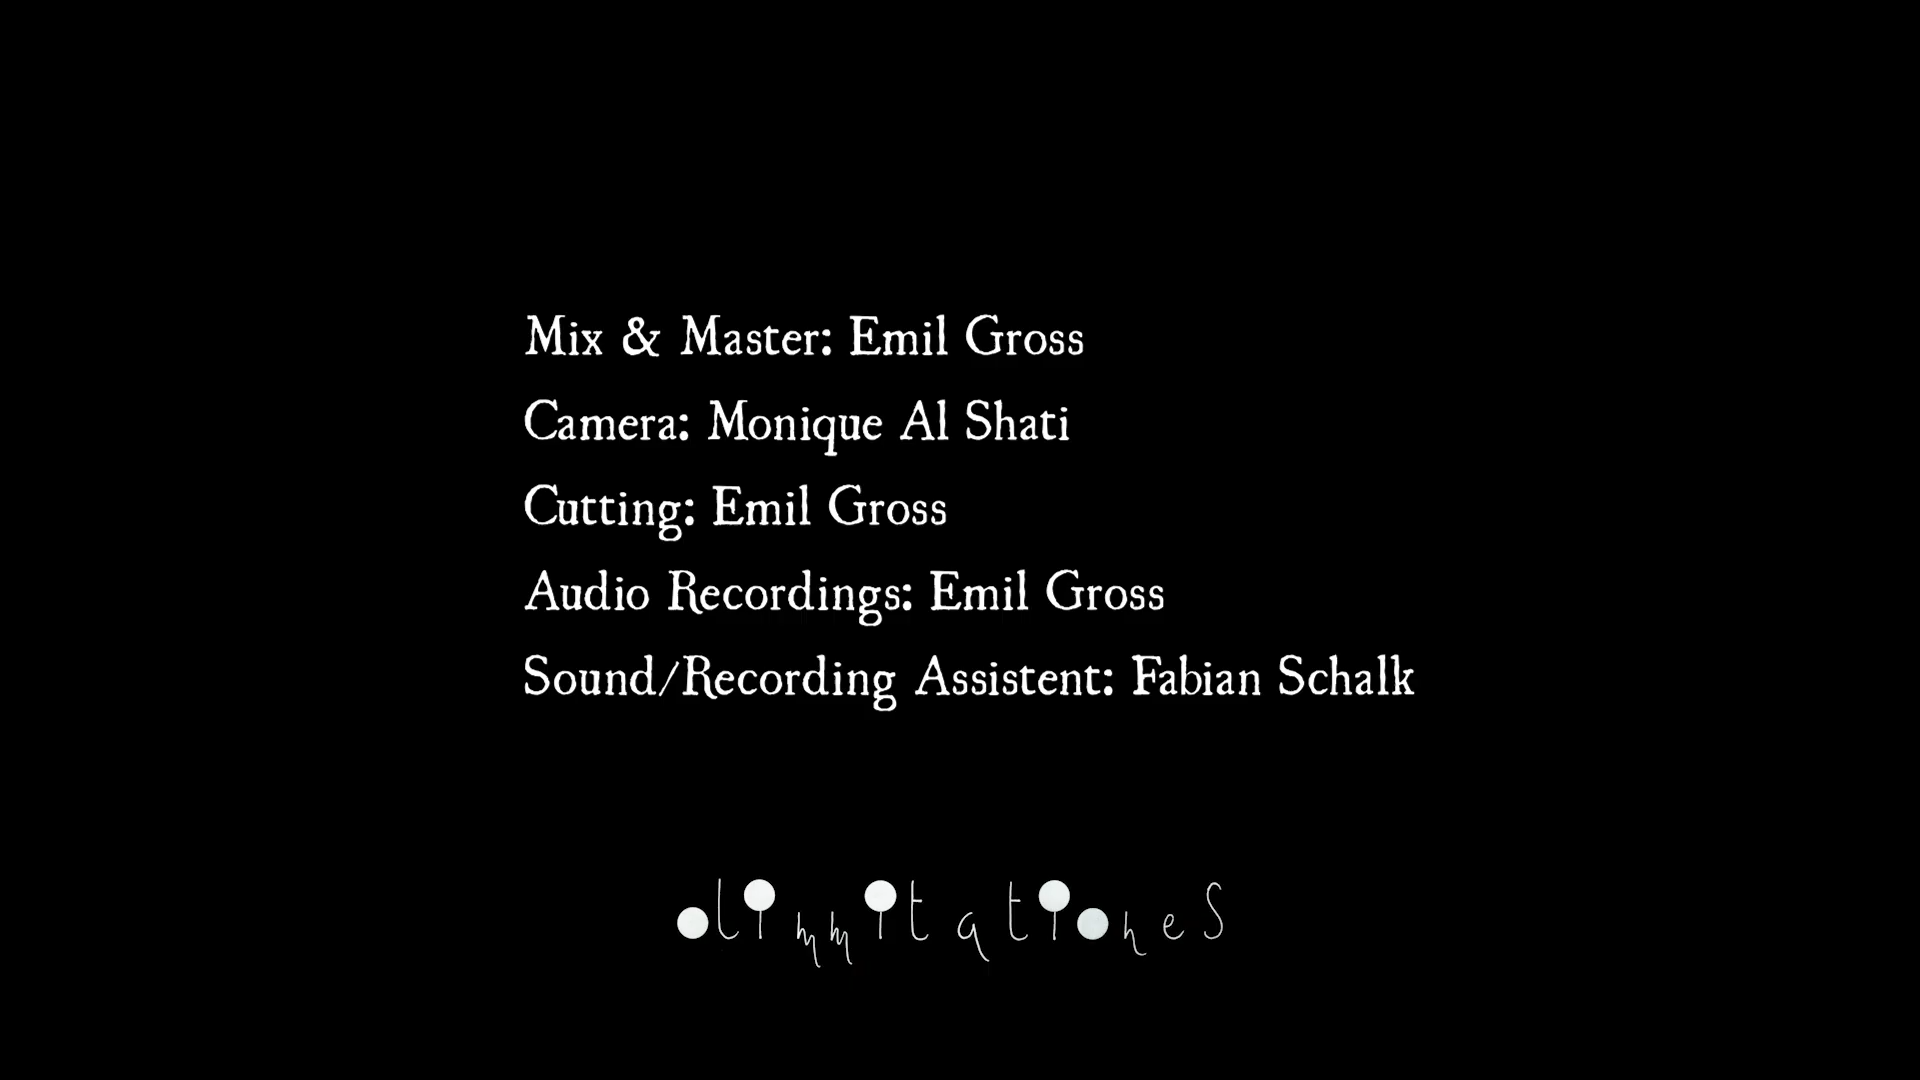 Mix & Master: Emil Gross
Camera: Monique Al Shati
Cutting: Emil Gross
Audio Recordings: Emil Gross
Sound/Recording Assistent: Fabian Schalk
olimmitationes